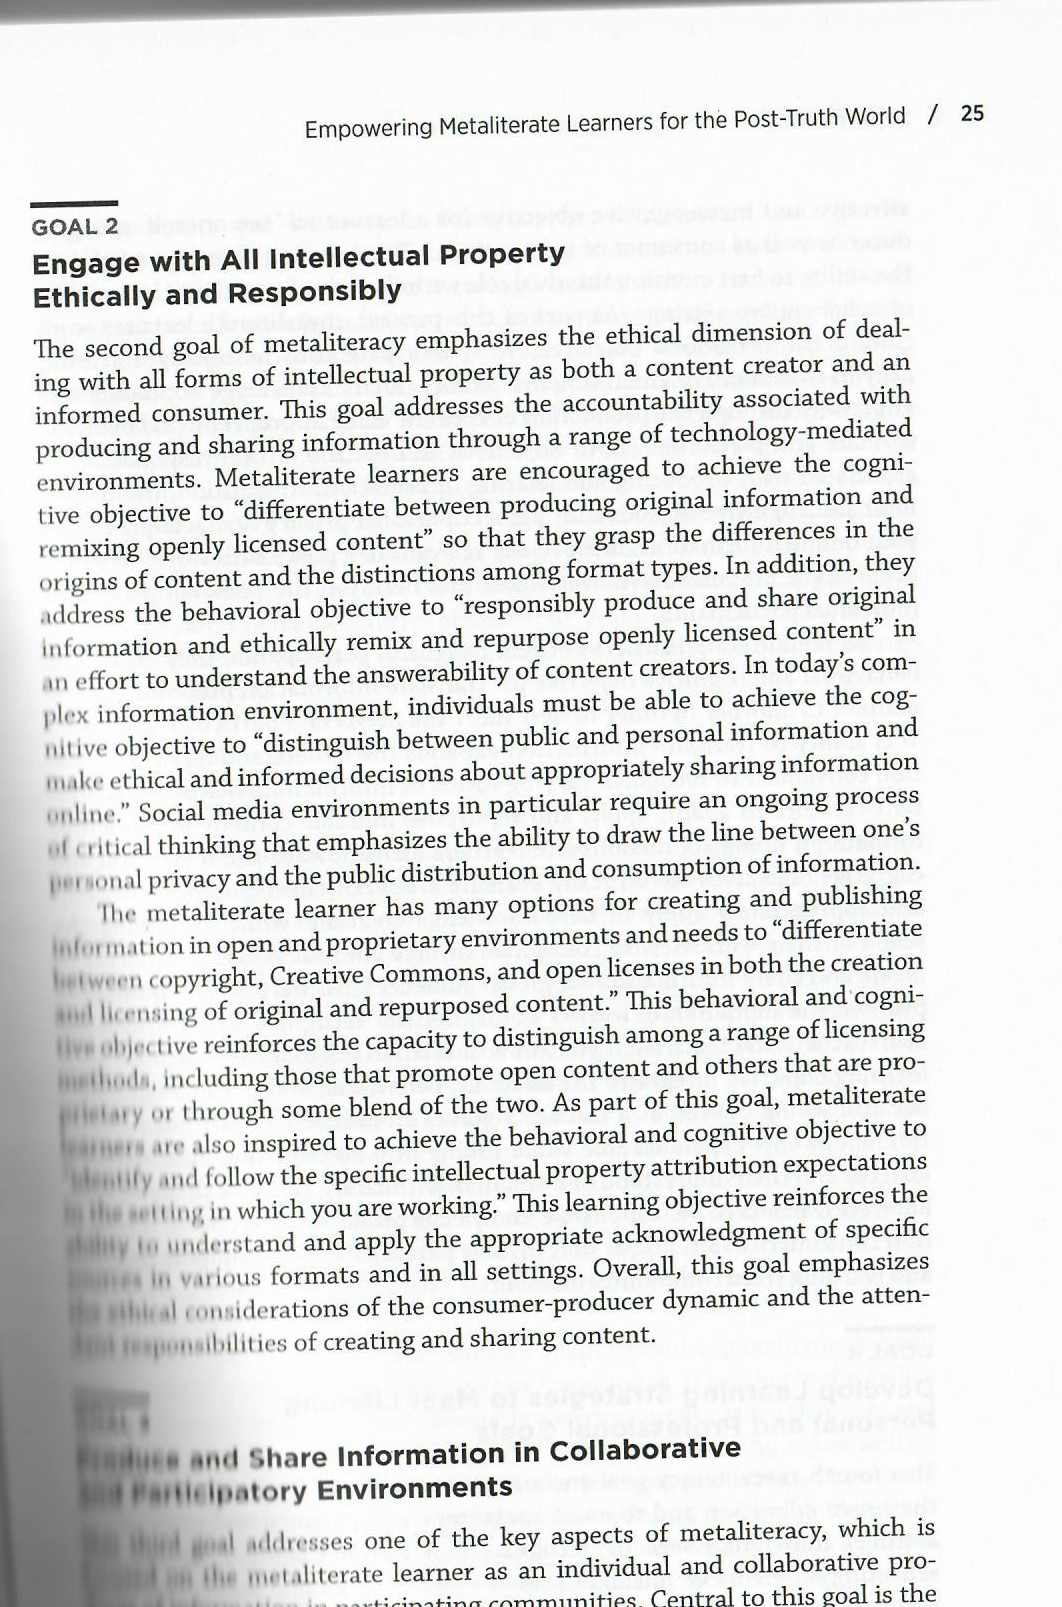 Empowering Metaliterate Learners for the Post-Truth World / 25
GOAL 2
Engage with All Intellectual Property
Ethically and Responsibly
The second goal of metaliteracy emphasizes the ethical dimension of deal-
ing with all forms of intellectual property as both a content creator and an
informed consumer. This goal addresses the accountability associated with
producing and sharing information through a range of technology-mediated
environments. Metaliterate learners are encouraged to achieve the cogni-
tive objective to “differentiate between producing original information and
remixing openly licensed content” so that they grasp the differences in the
origins of content and the distinctions among format types. In addition, they
address the behavioral objective to “responsibly produce and share original
information and ethically remix and repurpose openly licensed content” in
an effort to understand the answerability of content creators. In today’s com-
plex information environment, individuals must be able to achieve the cog-
nitive objective to “distinguish between public and personal information and
make ethical and informed decisions about appropriately sharing information
online.” Social media environments in particular require an ongoing process
of critical thinking that emphasizes the ability to draw the line between one’s
personal privacy and the public distribution and consumption of information.
The metaliterate learner has many options for creating and publishing
information in open and proprietary environments and needs to “differentiate
between copyright, Creative Commons, and open licenses in both the creation
and licensing of original and repurposed content.” This behavioral and cogni-
tive objective reinforces the capacity to distinguish among a range of licensing
methods, including those that promote open content and others that are pro-
prietary or through some blend of the two. As part of this goal, metaliterate
learners are also inspired to achieve the behavioral and cognitive objective to
identify and follow the specific intellectual property attribution expectations
in the setting in which you are working.” This learning objective reinforces the
ability to understand and apply the appropriate acknowledgment of specific
in various formats and in all settings. Overall, this goal emphasizes
the ethical considerations of the consumer-producer dynamic and the atten-
dant responsibilities of creating and sharing content.
GOAL
Produce and Share Information in Collaborative
and Participatory Environments
third goal addresses one of the key aspects of metaliteracy, which is
on the metaliterate learner as an individual and collaborative pro-
of information in participating communities. Central to this goal is the